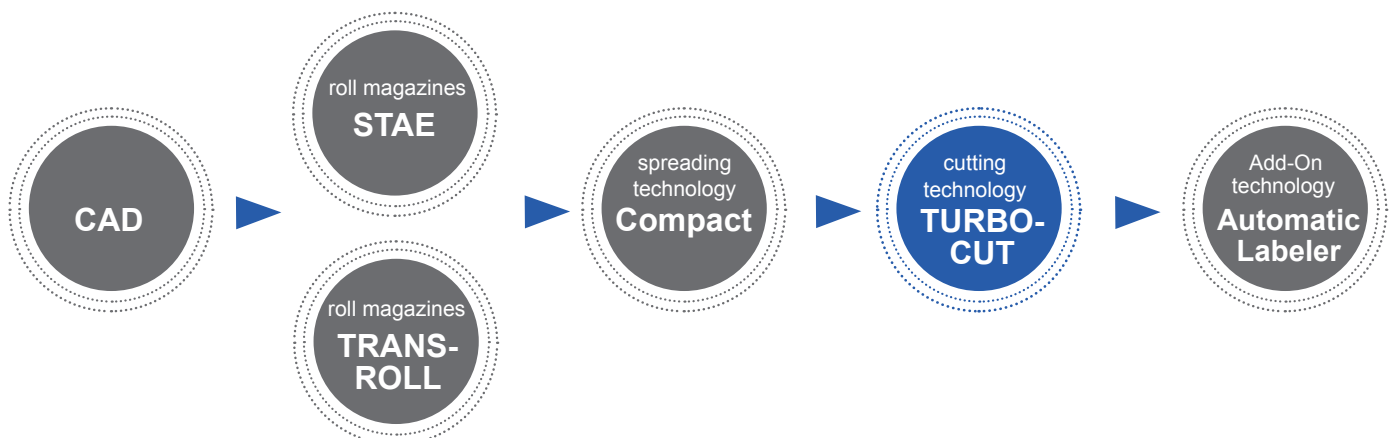 CAD
roll magazines
STAE
roll magazines
TRANS-
ROLL
spreading
technology
Compact
cutting
technology
TURBO-
CUT
Add-On
technology
Automatic
Labeler